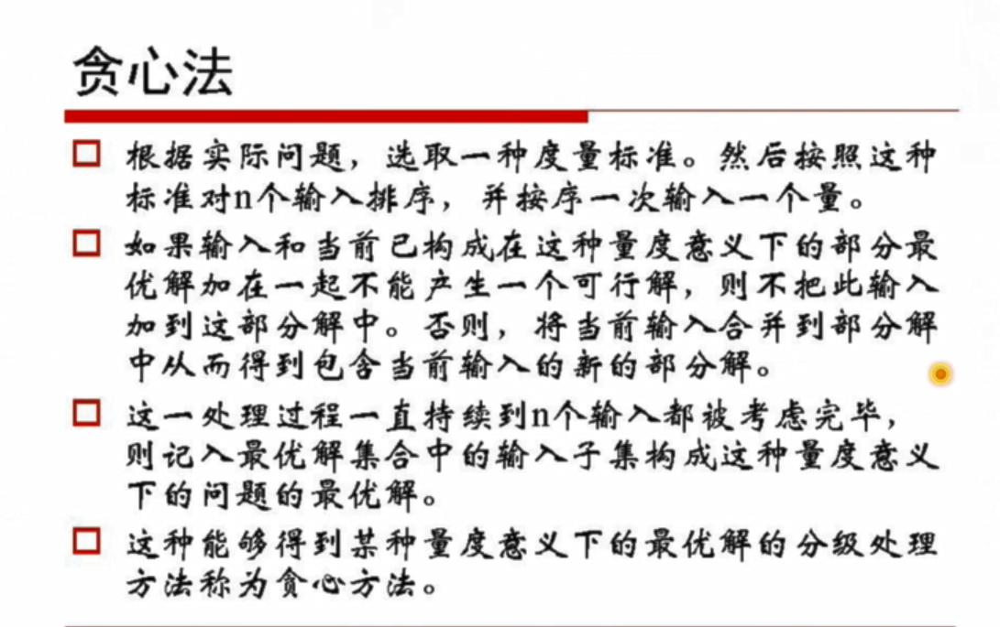 贪心法
根据实际问题，选取一种度量标准。然后按照这种
标准对n个输入排序，并按序一次输入一个量。
如果输入和当前已构成在这种量度意义下的部分最
优解加在一起不能产生一个可行解，则不把此输入
加到这部分解中。否则，将当前输入合并到部分解
中从而得到包含当前输入的新的部分解。
这一处理过程一直持续到n个输入都被考虑完毕，
则记入最优解集合中的输入子集构成这种量度意义
下的问题的最优解。
这种能够得到某种量度意义下的最优解的分级处理
方法称为贪心方法。